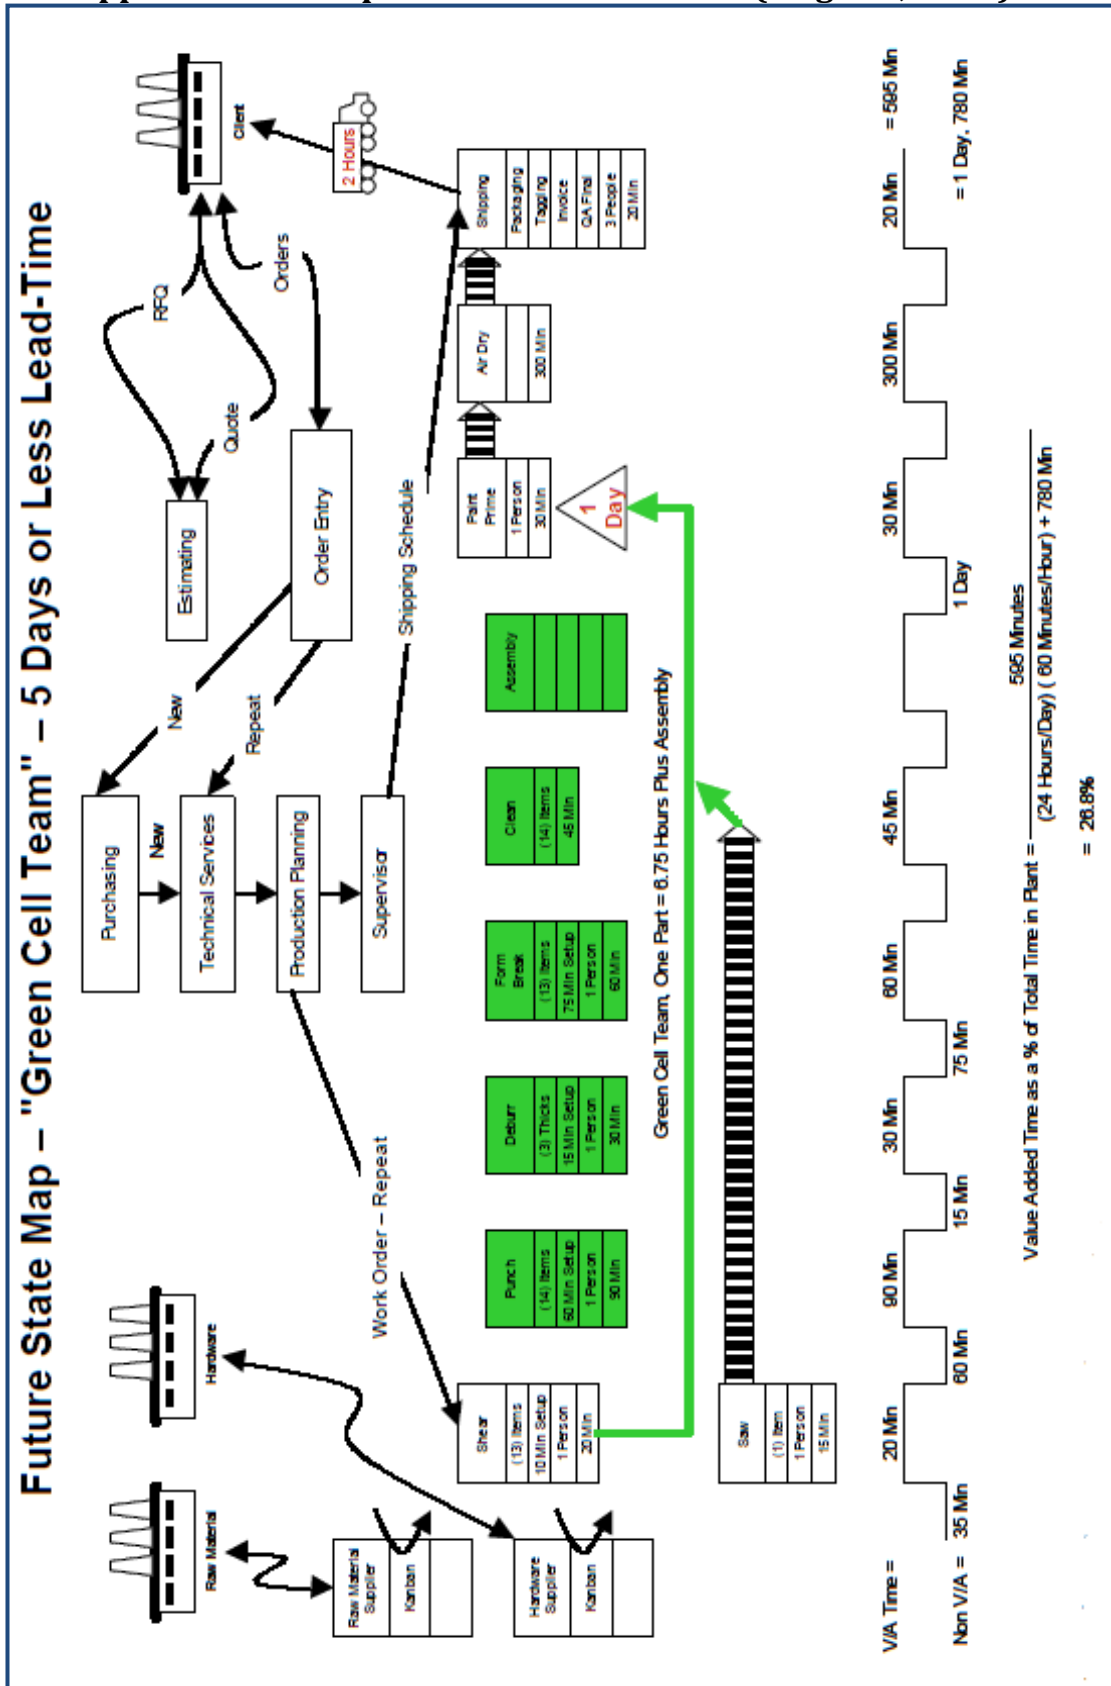 Future State Map – "Green Cell Team" – 5 Days or Less Lead-Time
Raw Material
Hardware
Client
RFQ
Quote
Orders
Estimating
Order Entry
New
Repeat
Purchasing
New
Technical Services
Production Planning
Supervisor
Shipping Schedule
Work Order – Repeat
2 Hours
Raw Material
Supplier
Kanban
Hardware
Supplier
Kanban
Shear
(13) Items
10 Min Setup
1 Person
20 Min
Punch
(14) Items
60 Min Setup
1 Person
90 Min
Deburr
(3) Thicks
15 Min Setup
1 Person
30 Min
Form
Break
(13) Items
75 Min Setup
1 Person
60 Min
Clean
(14) Items
45 Min
Assembly
Paint
Prime
1 Person
30 Min
1
Day
Air Dry
300 Min
Shipping
Packaging
Tagging
Invoice
QA Final
3 People
20 Min
Green Cell Team, One Part = 6.75 Hours Plus Assembly
Saw
(1) Item
1 Person
15 Min
V/A Time = 20 Min 90 Min 30 Min 60 Min 45 Min 30 Min 300 Min 20 Min = 595 Min
Non V/A = 35 Min 60 Min 15 Min 75 Min 1 Day = 1 Day, 780 Min
595 Minutes
Value Added Time as a % of Total Time in Plant =
(24 Hours/Day) ( 60 Minutes/Hour) + 780 Min
= 26.8%